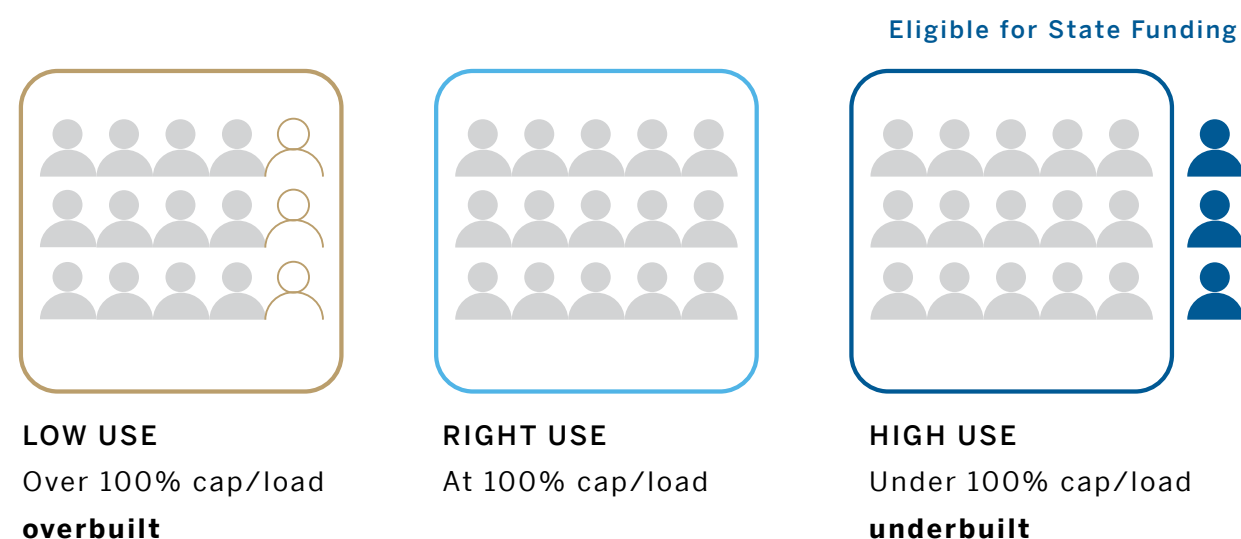 Eligible for State Funding
LOW USE
Over 100% cap/load
overbuilt
RIGHT USE
At 100% cap/load
HIGH USE
Under 100% cap/load
underbuilt